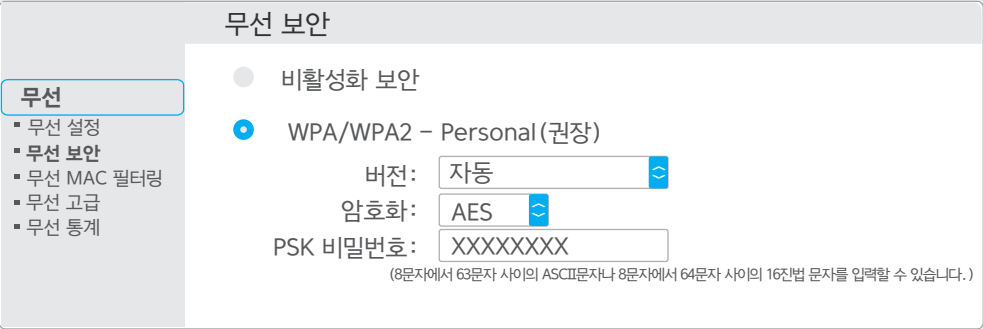 무선 보안
무선
무선 설정
무선 보안
무선 MAC 필터링
무선 고급
무선 통계
비활성화 보안
WPA/WPA2 - Personal(권장)
버전: 자동
암호화: AES
PSK 비밀번호: XXXXXXXX
(8문자에서 63문자 사이의 ASCII문자나 8문자에서 64문자 사이의 16진법 문자를 입력할 수 있습니다.)